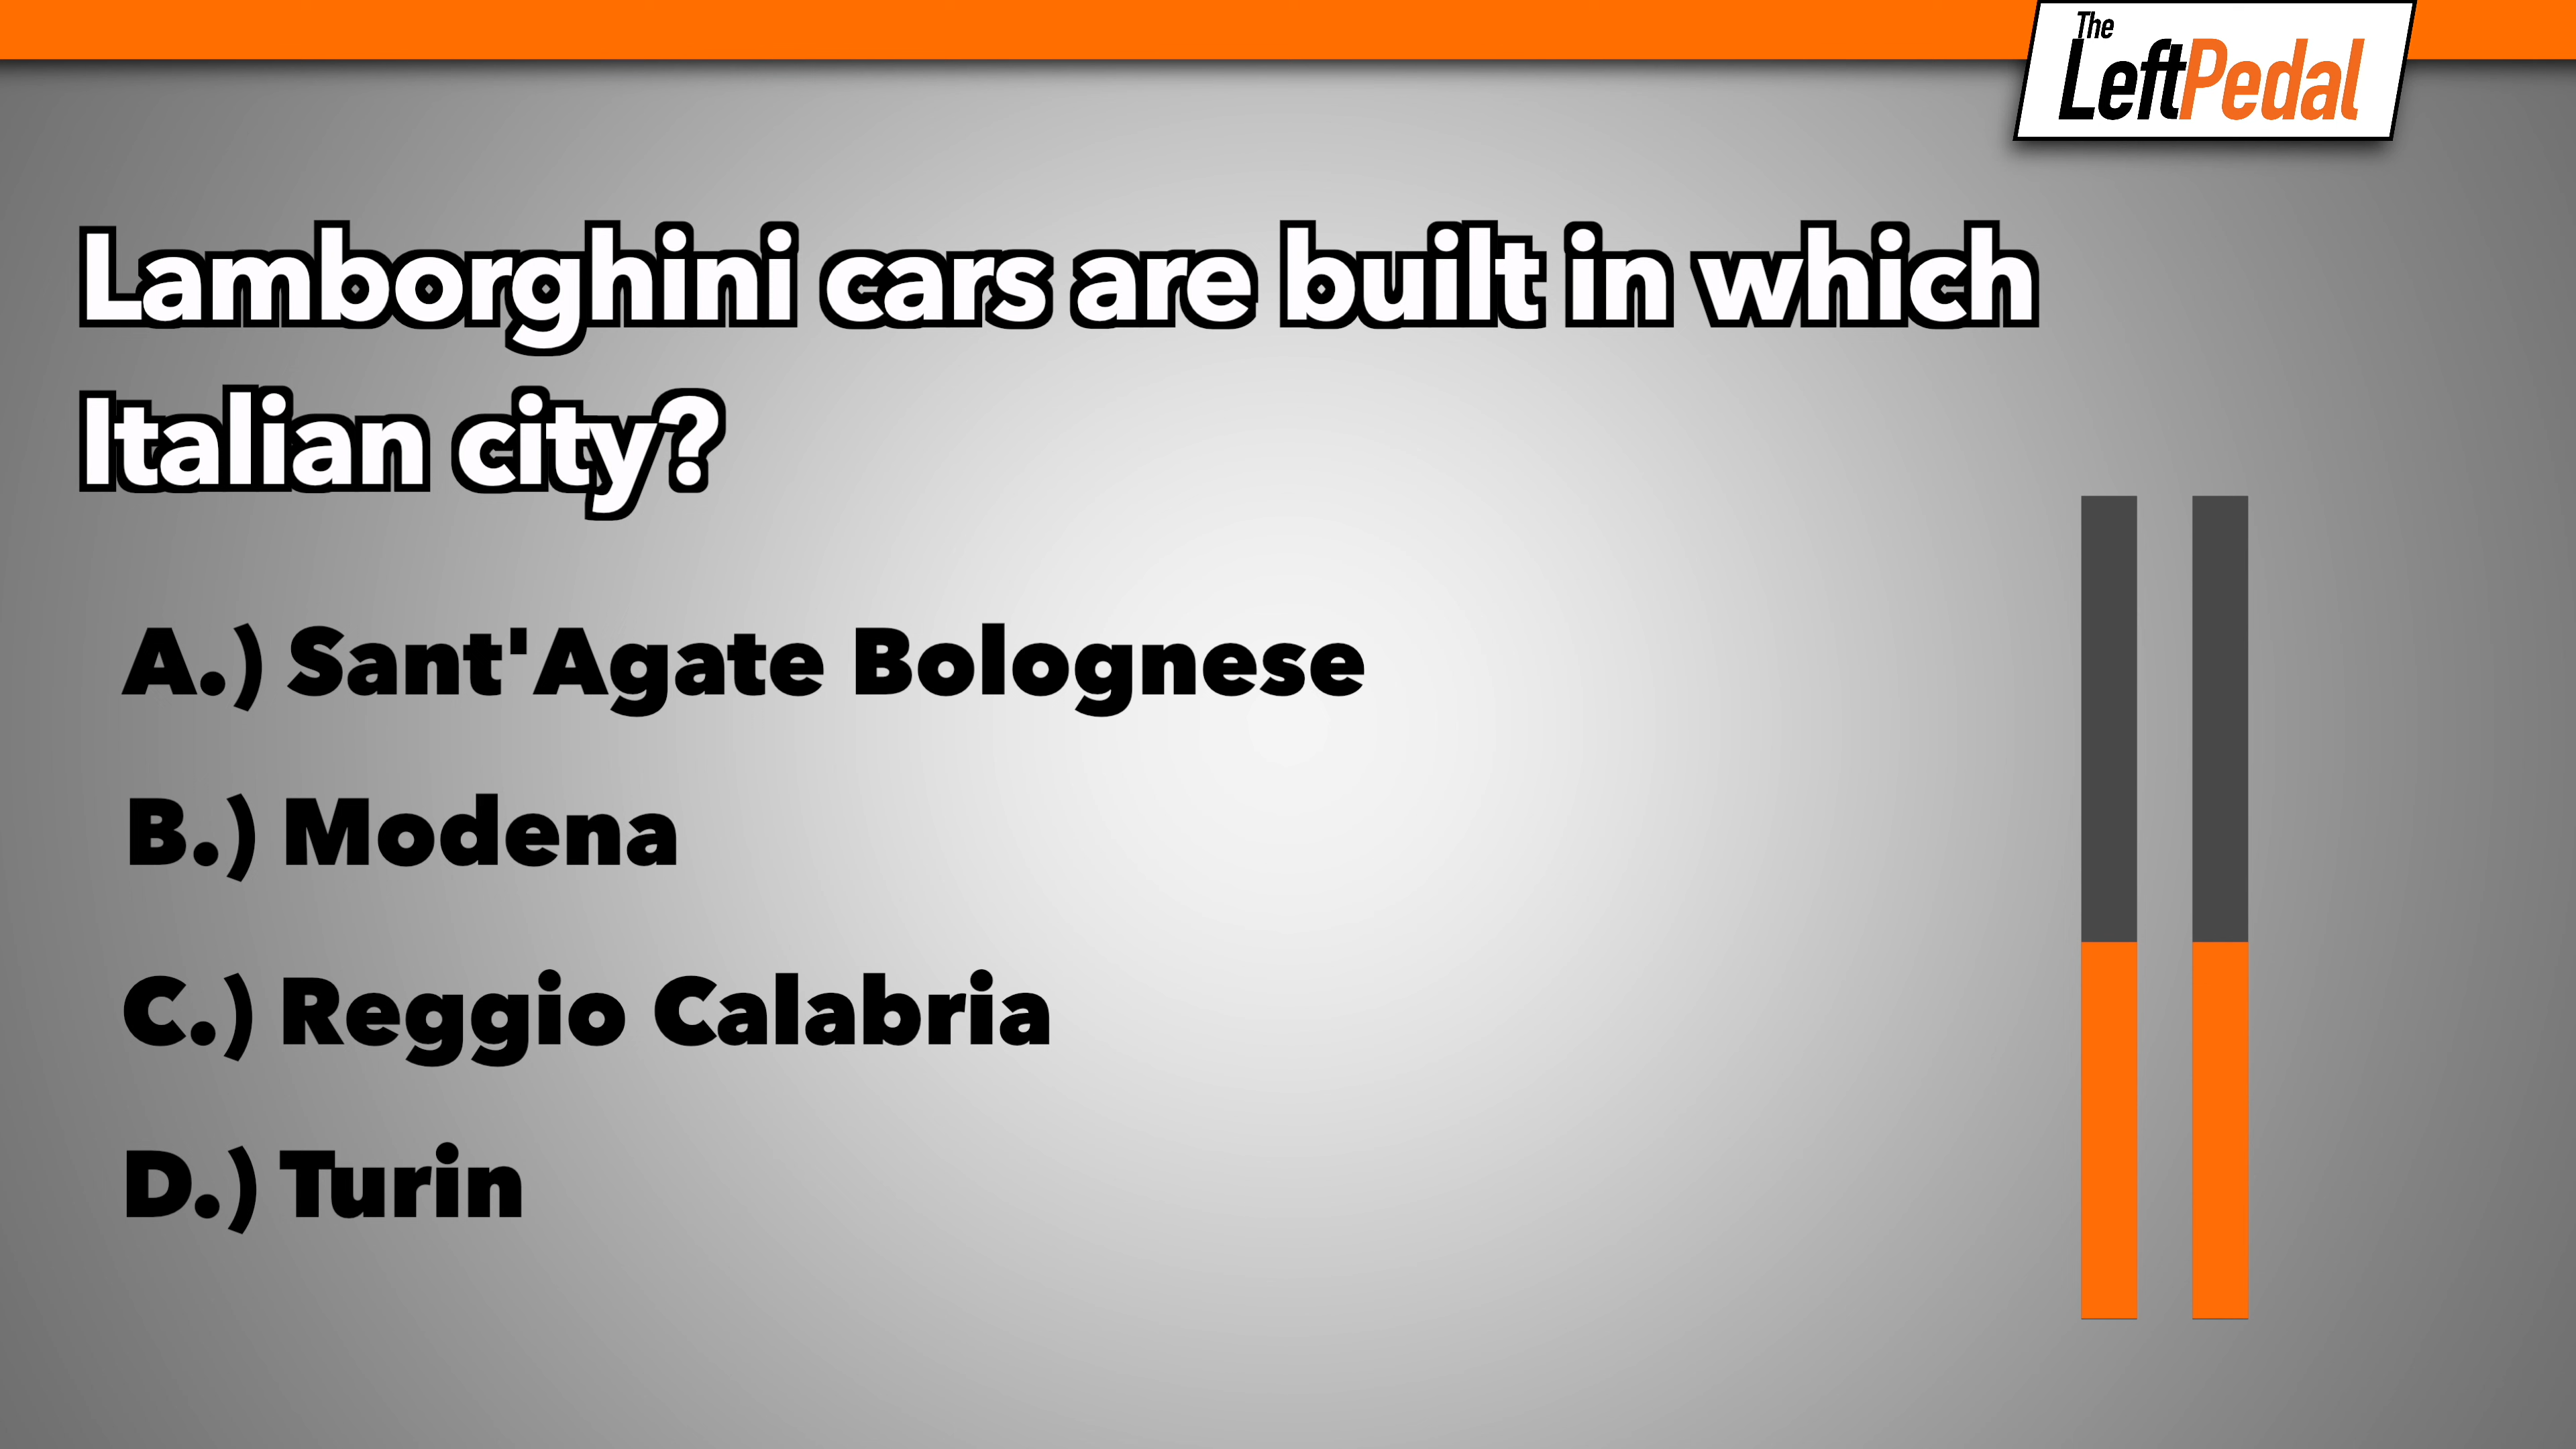 The
LeftPedal
Lamborghini cars are built in which
Italian city?
A.) Sant'Agate Bolognese
B.) Modena
C.) Reggio Calabria
D.) Turin